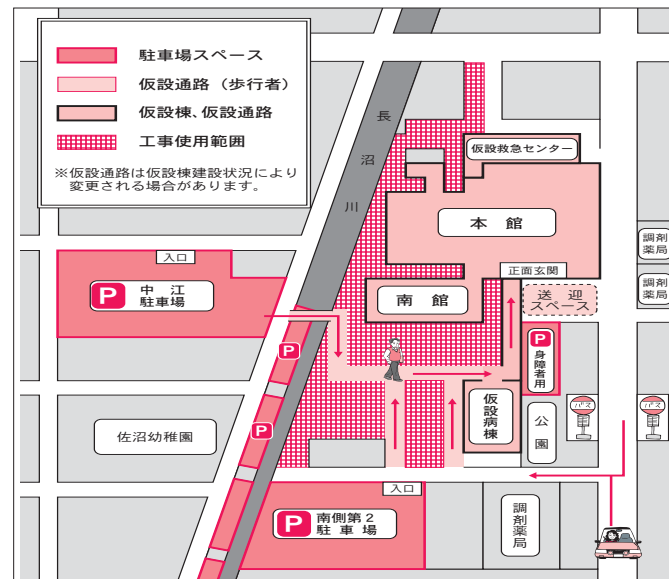 駐車場スペース
仮設通路（歩行者）
仮設棟、仮設通路
工事使用範囲
※仮設通路は仮設棟建設状況により
変更される場合があります。
長沼川
仮設救急センター
本館
調剤
薬局
調剤
薬局
入口
正面玄関
P
中江
駐車場
南館
送迎
スペース
P
P
身障者用
P
仮設病棟
公園
バス
バス
佐沼幼稚園
入口
P
南側第2
駐車場
調剤薬局